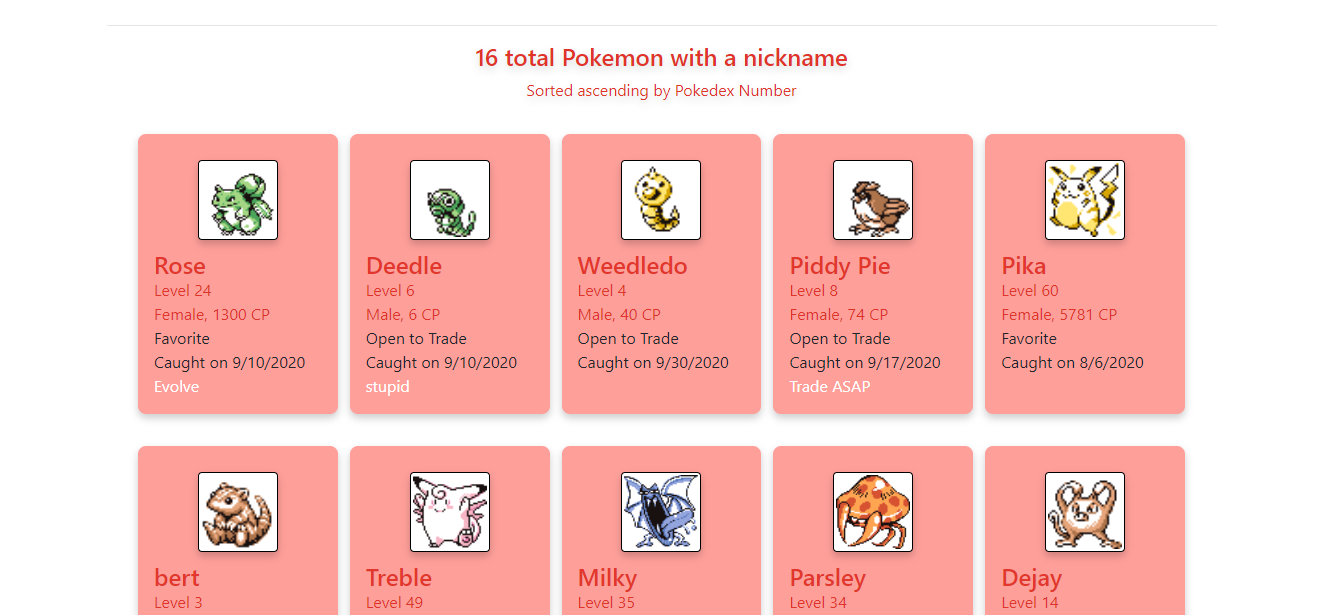 16 total Pokemon with a nickname
Sorted ascending by Pokedex Number
Rose
Level 24
Female, 1300 CP
Favorite
Caught on 9/10/2020
Evolve
Deedle
Level 6
Male, 6 CP
Open to Trade
Caught on 9/10/2020
stupid
Weedledo
Level 4
Male, 40 CP
Open to Trade
Caught on 9/30/2020
Piddy Pie
Level 8
Female, 74 CP
Open to Trade
Caught on 9/17/2020
Trade ASAP
Pika
Level 60
Female, 5781 CP
Favorite
Caught on 8/6/2020
bert
Level 3
Treble
Level 49
Milky
Level 35
Parsley
Level 34
Dejay
Level 14